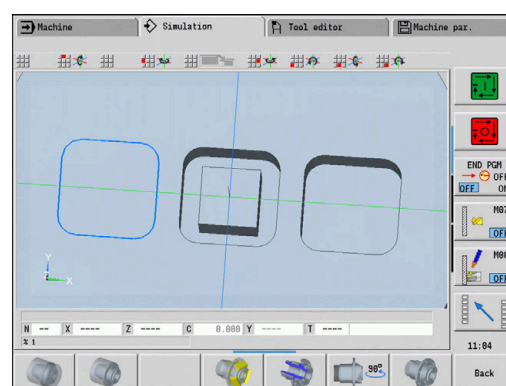 Machine
Simulation
Tool editor
Machine par.
END PGM
OFF
OFF ON
M07
OFF
M08
OFF
Y
Z X
N -- X ---- Z ---- C 0.000 Y ---- T ----
% 1
11:04
90°
Back